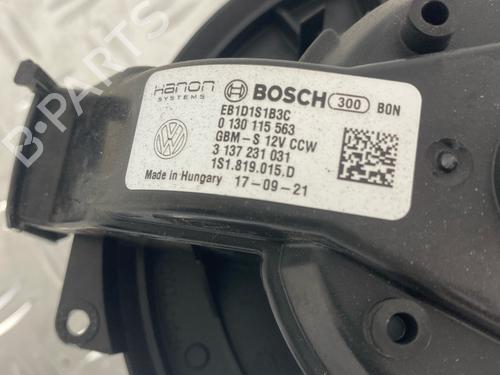 Hanon SYSTEMS BOSCH 300 B0N
EB1D1S1B3C
0 130 115 563
GBM-S 12V CCW
3 137 231 031
1S1.819.015.D
Made in Hungary 17-09-21
B-PARTS